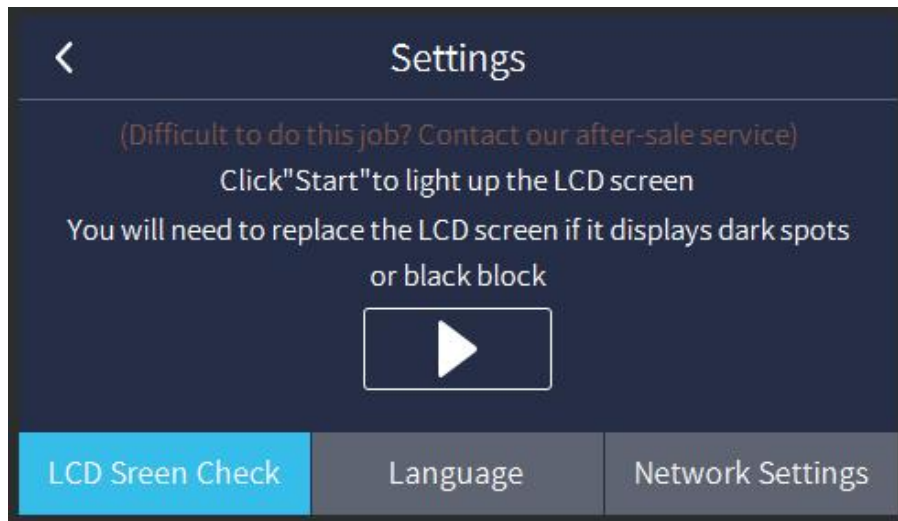 Settings
(Difficult to do this job? Contact our after-sale service)
Click"Start"to light up the LCD screen
You will need to replace the LCD screen if it displays dark spots
or black block
LCD Sreen Check
Language
Network Settings